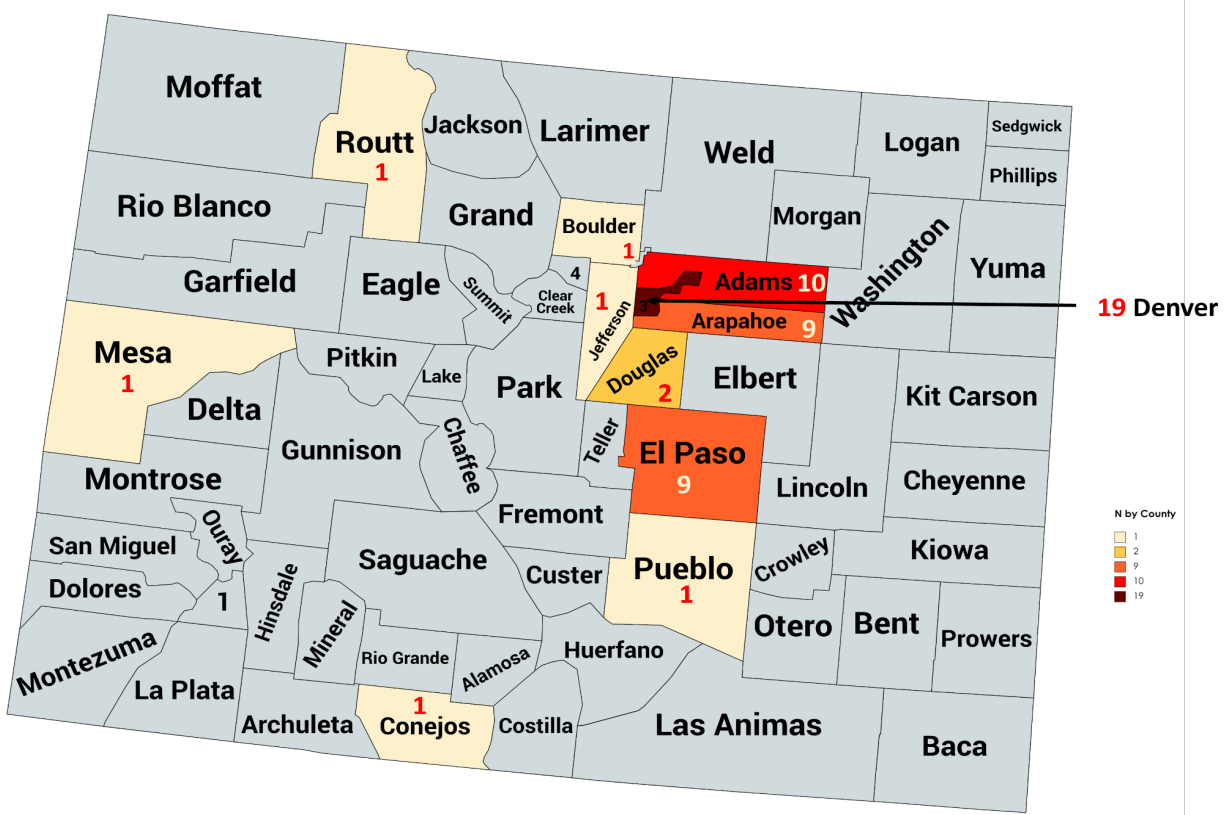 Moffat
Routt
1
Jackson
Larimer
Weld
Logan
Sedgwick
Phillips
Rio Blanco
Grand
Boulder
1
Morgan
Washington
Yuma
Garfield
Eagle
Summit
4
Clear
Creek
1
Jefferson
Adams 10
3
Arapahoe
9
19 Denver
Mesa
1
Pitkin
Lake
Park
Douglas
2
Elbert
Kit Carson
Delta
Gunnison
Chaffee
Teller
El Paso
9
Lincoln
Cheyenne
Montrose
Fremont
N by County
1
2
9
10
19
San Miguel
Ouray
Saguache
Custer
Pueblo
1
Crowley
Kiowa
Dolores
1
Hinsdale
Mineral
Otero
Bent
Prowers
Montezuma
La Plata
Rio Grande
Alamosa
Huerfano
Archuleta
1
Conejos
Costilla
Las Animas
Baca